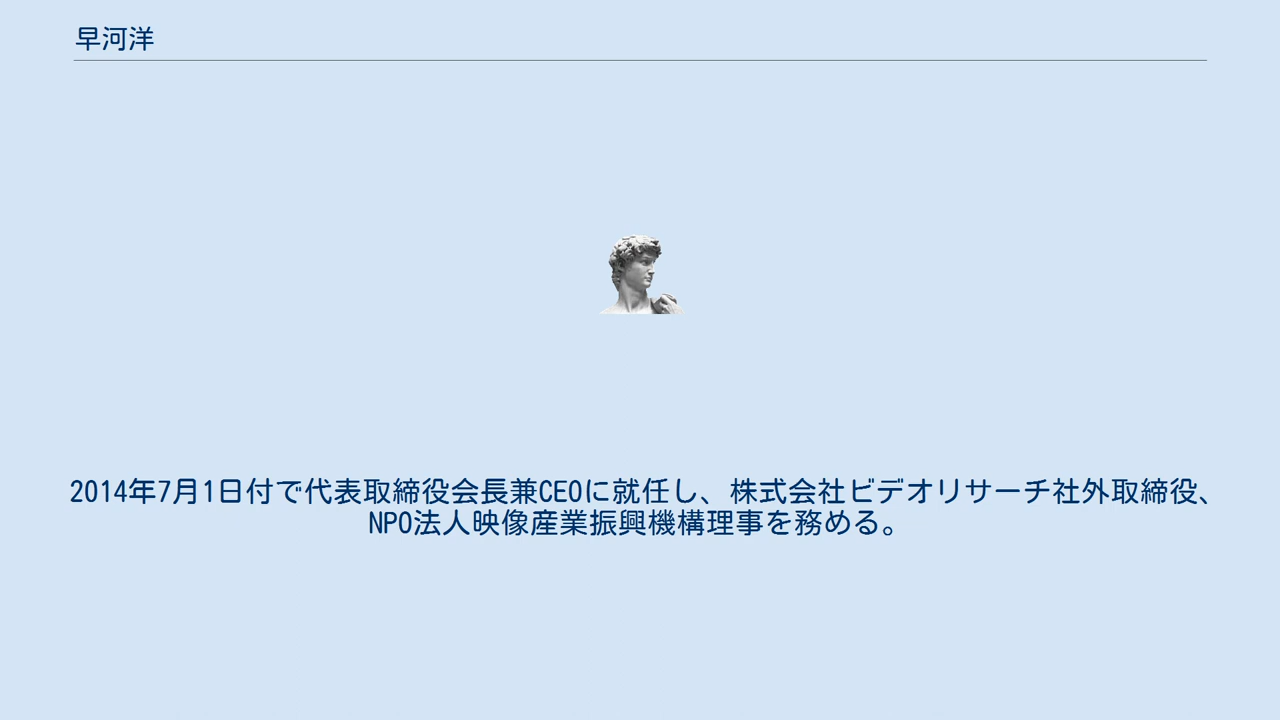 早河洋
2014年7月1日付で代表取締役会長兼CEOに就任し、株式会社ビデオリサーチ社外取締役、
NPO法人映像産業振興機構理事を務める。